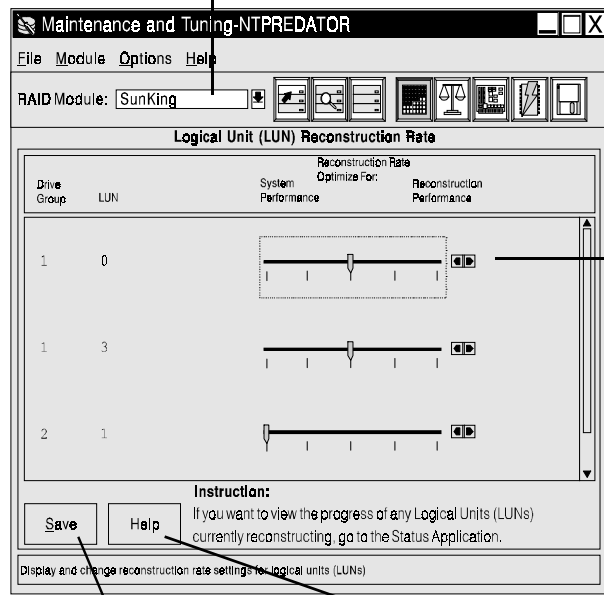 Maintenance and Tuning-NTPREDATOR
File Module Options Help
RAID Module: SunKing
Logical Unit (LUN) Reconstruction Rate
Reconstruction Rate
Optimize For:
Drive Group LUN System Performance Reconstruction Performance
1 0
1 3
2 1
Instruction:
If you want to view the progress of any Logical Units (LUNs)
currently reconstructing, go to the Status Application.
Save Help
Display and change reconstruction rate settings for logical units (LUNs)